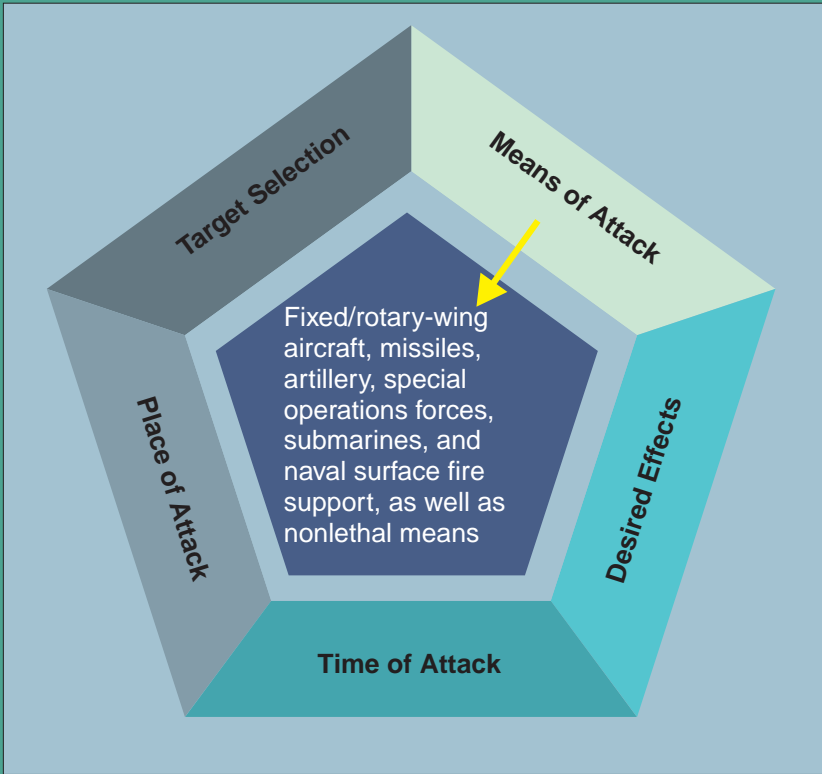 Target Selection
Means of Attack
Fixed/rotary-wing
aircraft, missiles,
artillery, special
operations forces,
submarines, and
naval surface fire
support, as well as
nonlethal means
Place of Attack
Desired Effects
Time of Attack